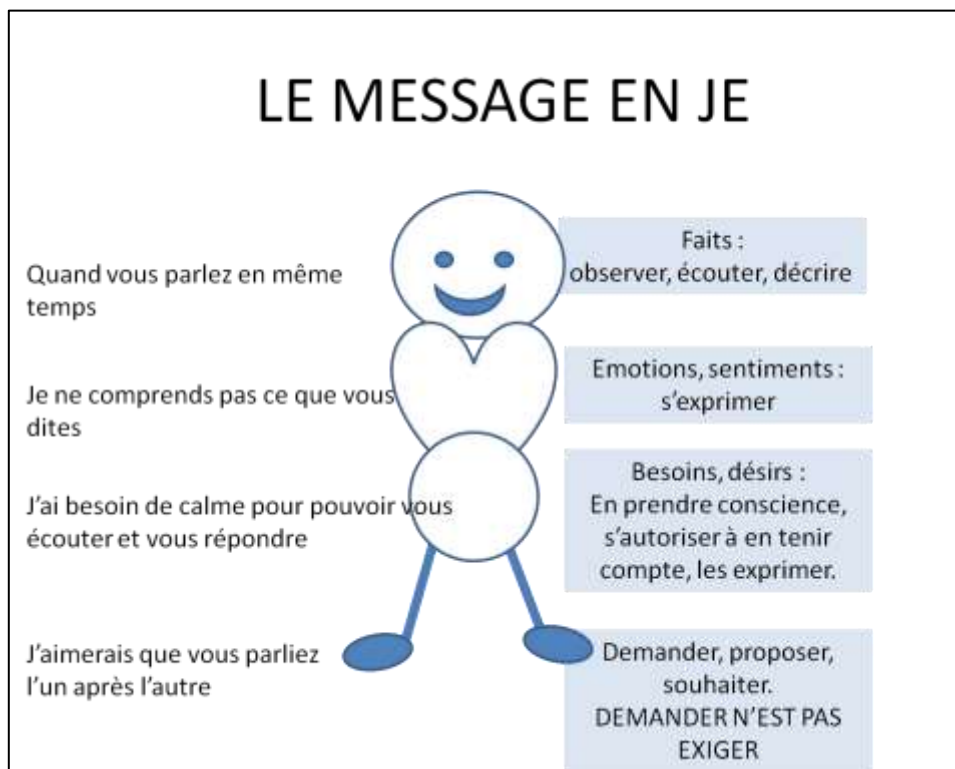 LE MESSAGE EN JE
Quand vous parlez en même
temps
Faits :
observer, écouter, décrire
Je ne comprends pas ce que vous
dites
Emotions, sentiments :
s'exprimer
J'ai besoin de calme pour pouvoir vous
écouter et vous répondre
Besoins, désirs :
En prendre conscience,
s'autoriser à en tenir
compte, les exprimer.
J'aimerais que vous parliez
l'un après l'autre
Demander, proposer,
souhaiter.
DEMANDER N'EST PAS
EXIGER